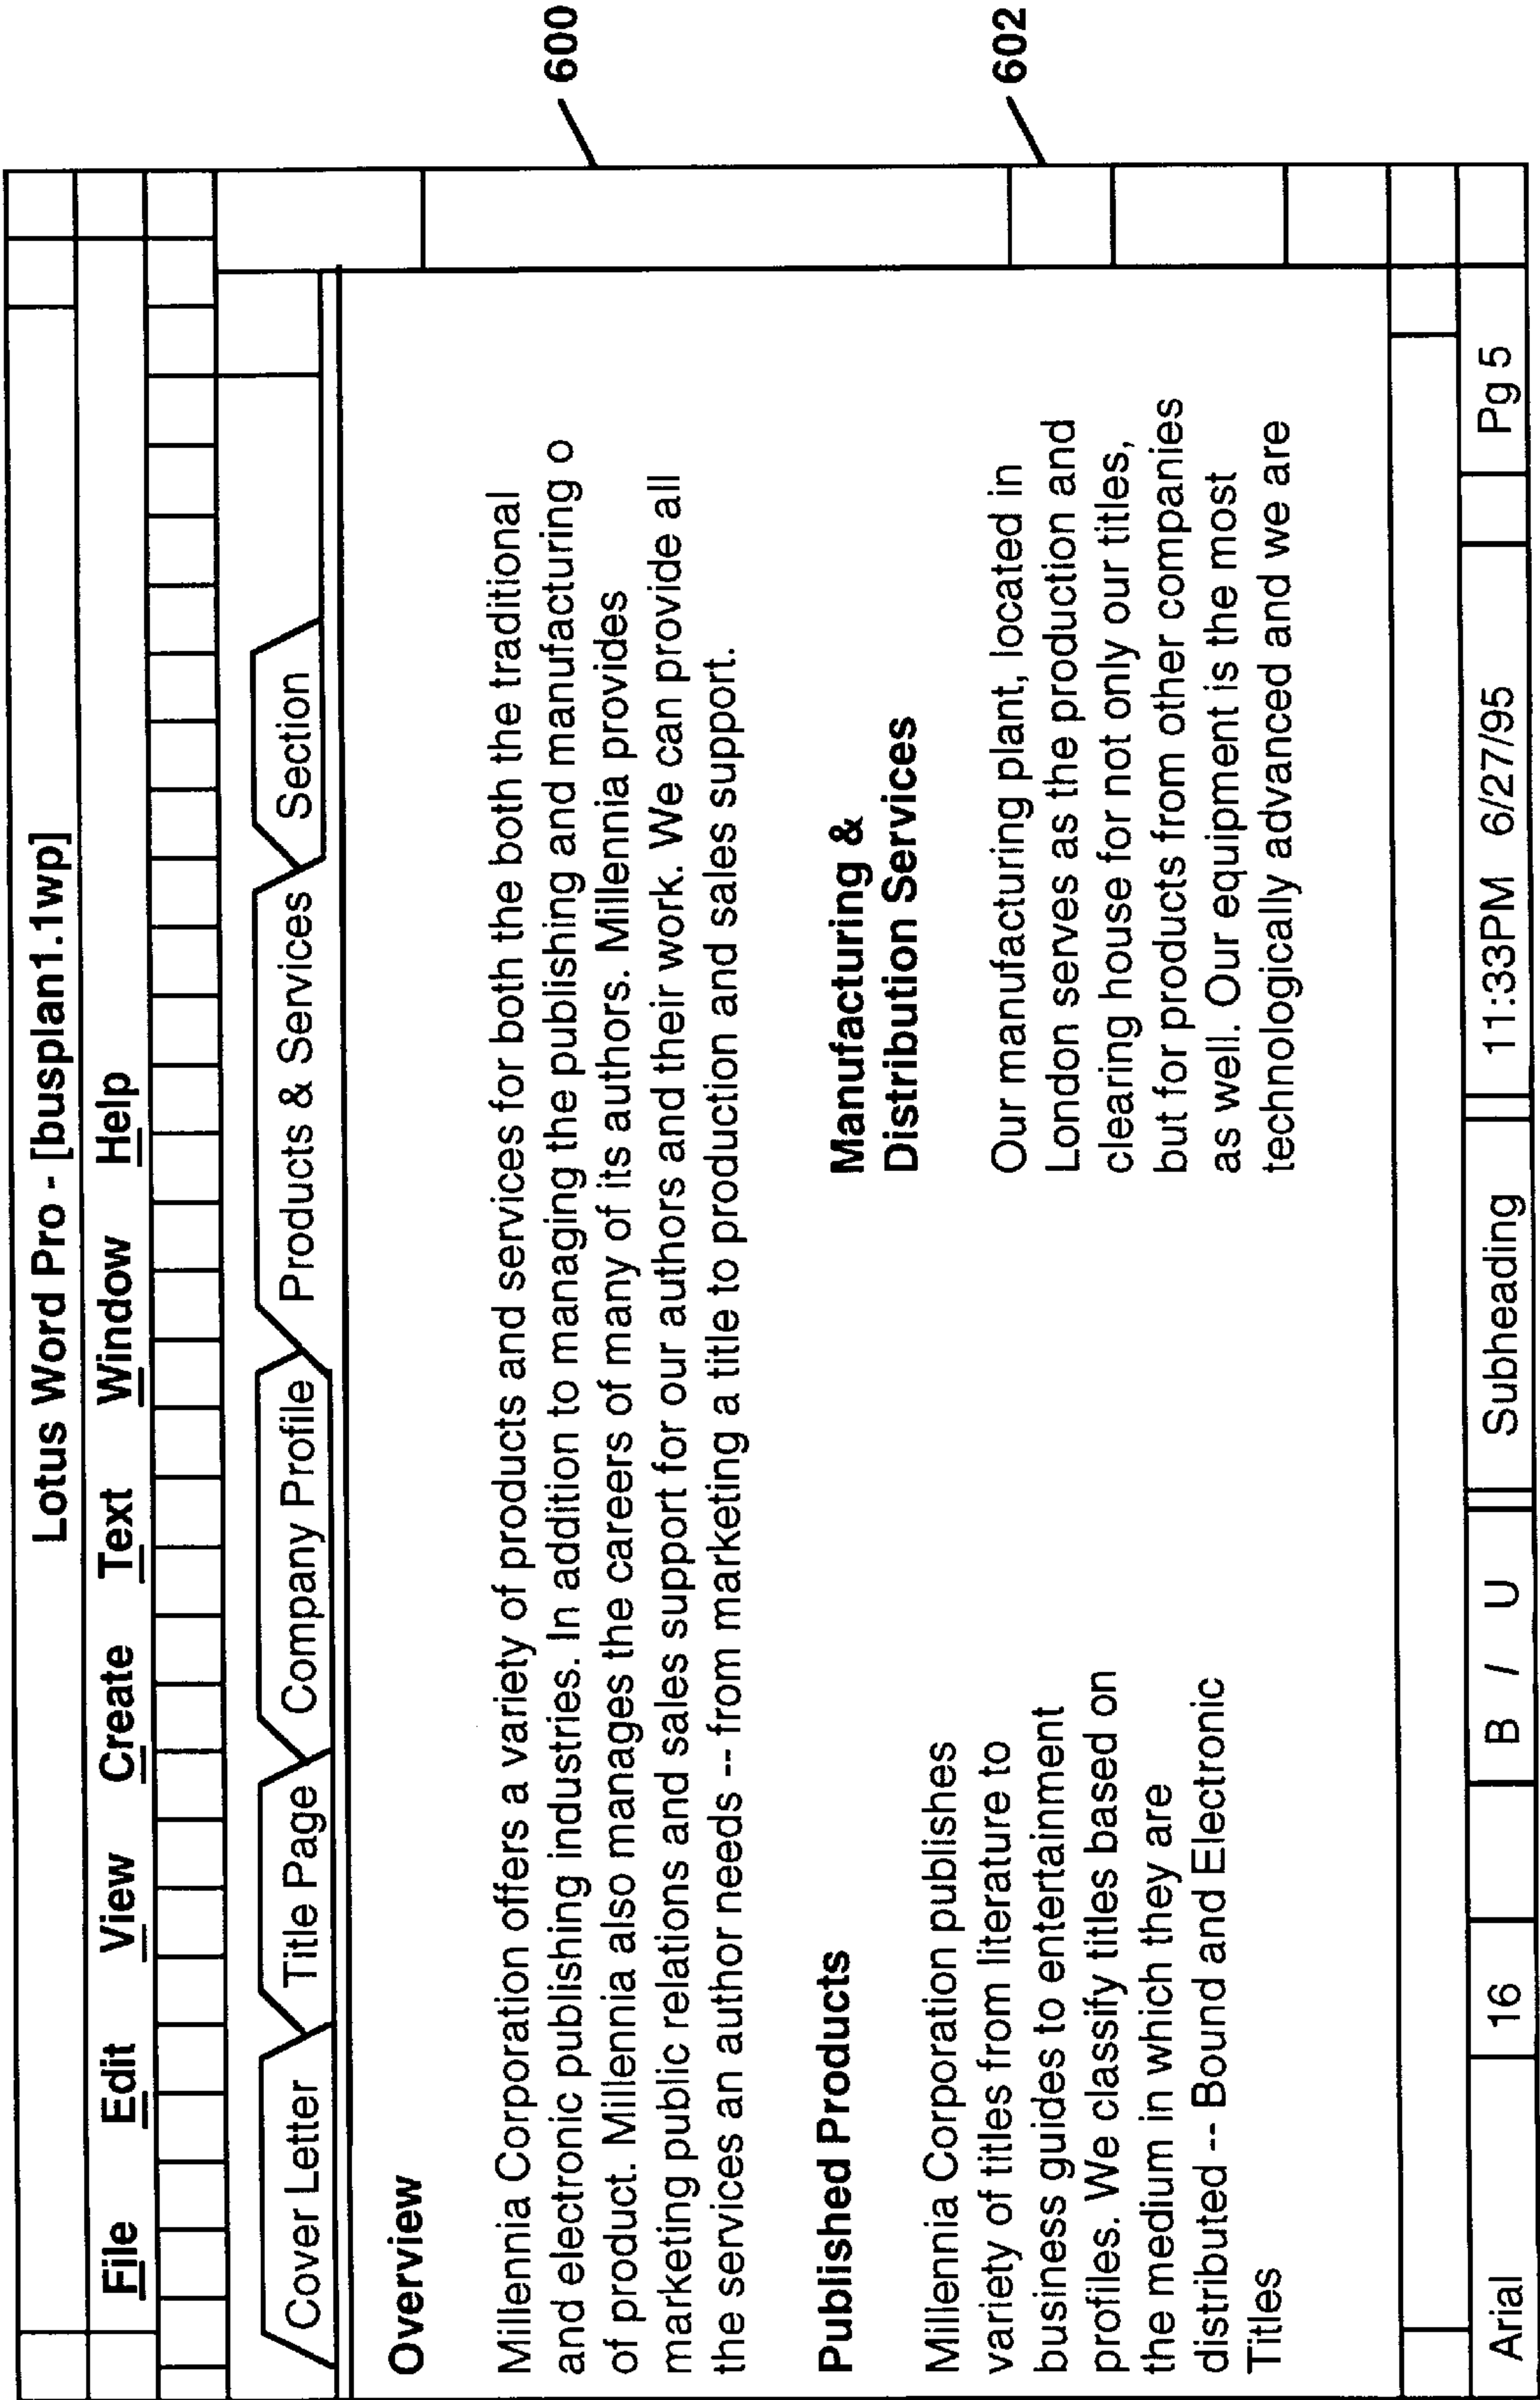 Lotus Word Pro - [busplan1.1wp]
File Edit View Create Text Window Help
Cover Letter Title Page Company Profile Products & Services Section
Overview
Millennia Corporation offers a variety of products and services for both the both the traditional
and electronic publishing industries. In addition to managing the publishing and manufacturing o
of product. Millennia also manages the careers of many of its authors. Millennia provides
marketing public relations and sales support for our authors and their work. We can provide all
the services an author needs -- from marketing a title to production and sales support.
Published Products
Millennia Corporation publishes
variety of titles from literature to
business guides to entertainment
profiles. We classify titles based on
the medium in which they are
distributed -- Bound and Electronic
Titles
Manufacturing &
Distribution Services
Our manufacturing plant, located in
London serves as the production and
clearing house for not only our titles,
but for products from other companies
as well. Our equipment is the most
technologically advanced and we are
Arial 16 B / U Subheading 11:33PM 6/27/95 Pg 5
600
602